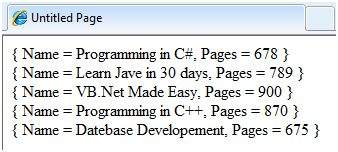 Untitled Page
{ Name = Programming in C#, Pages = 678 }
{ Name = Learn Jave in 30 days, Pages = 789 }
{ Name = VB.Net Made Easy, Pages = 900 }
{ Name = Programming in C++, Pages = 870 }
{ Name = Datebase Developement, Pages = 675 }